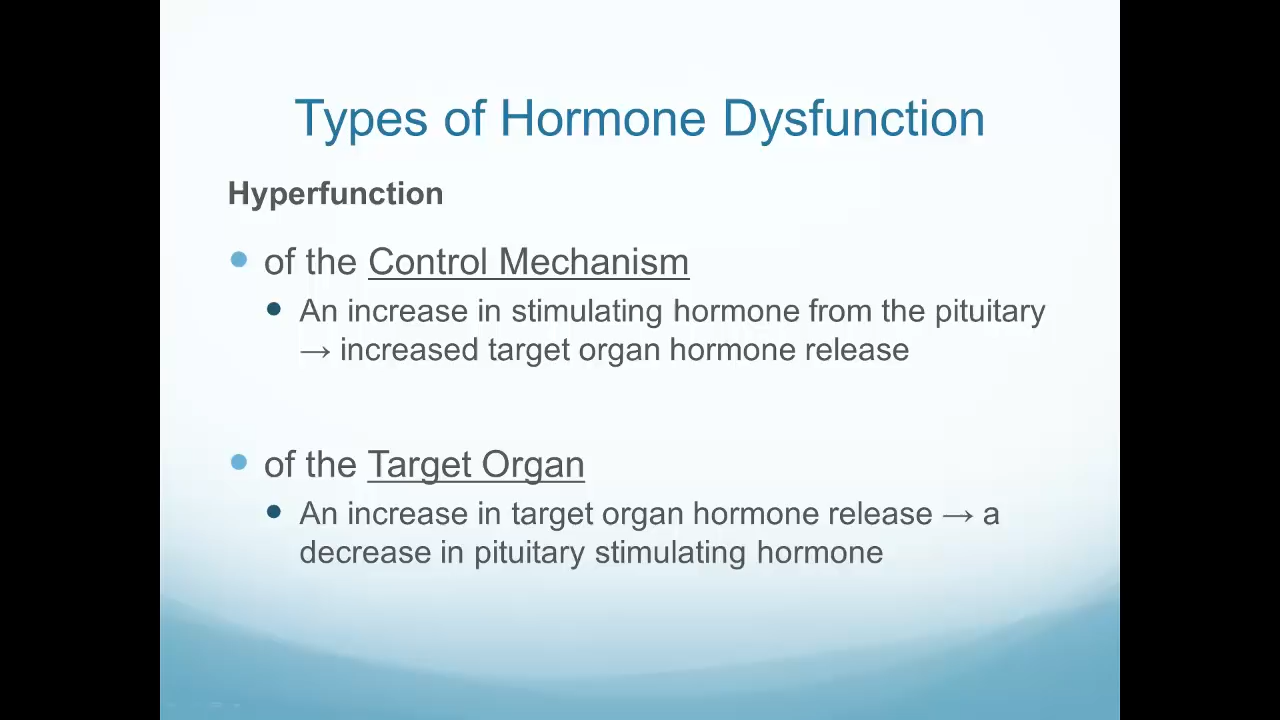 Types of Hormone Dysfunction
Hyperfunction
of the Control Mechanism
An increase in stimulating hormone from the pituitary
→ increased target organ hormone release
of the Target Organ
An increase in target organ hormone release → a
decrease in pituitary stimulating hormone